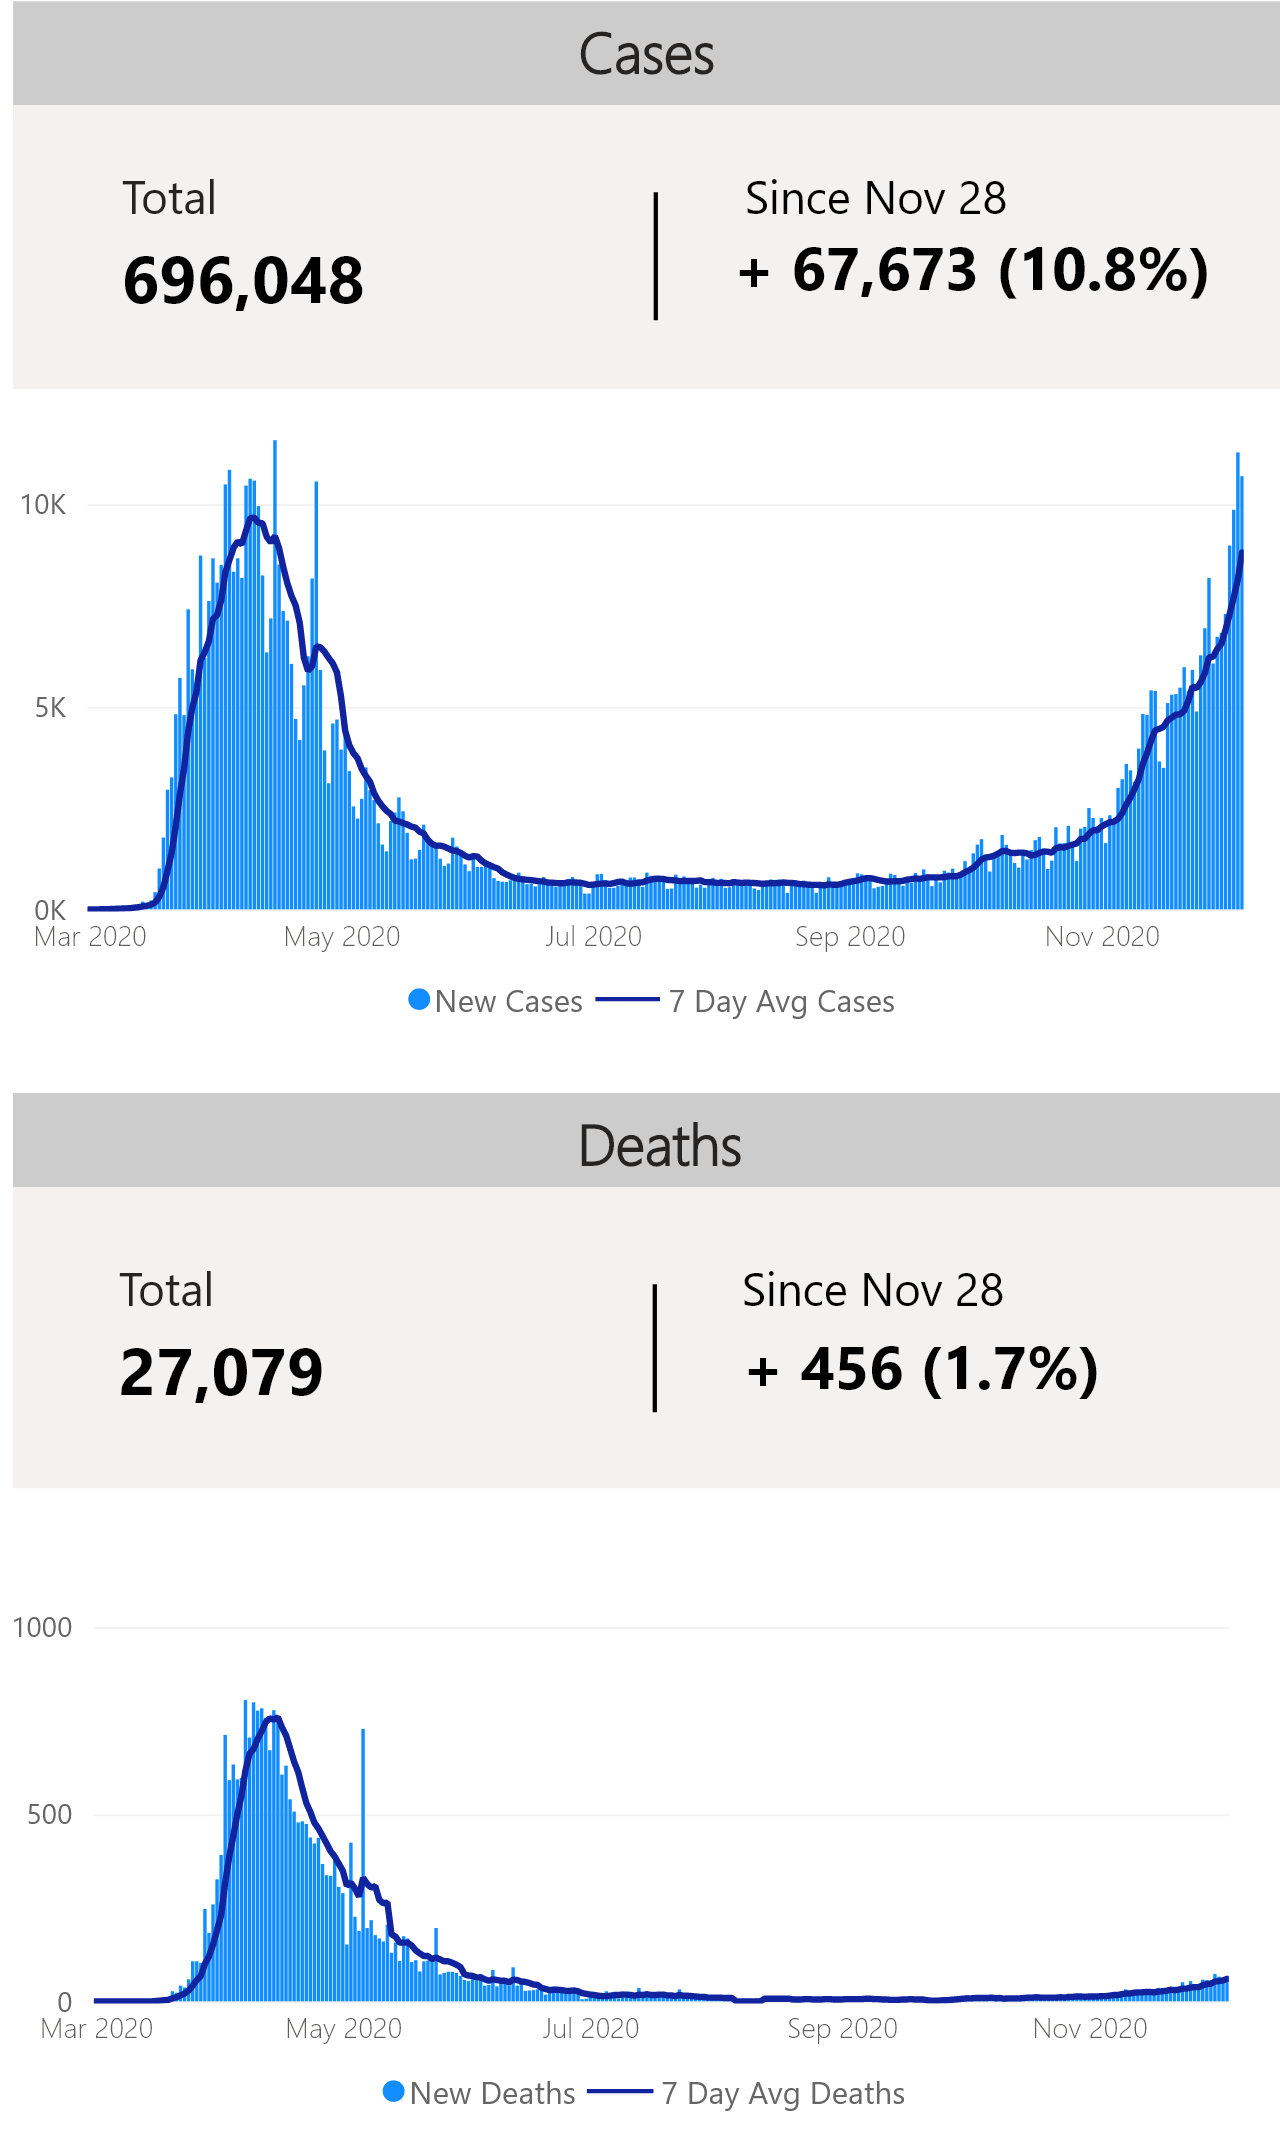 Cases
Total
Since Nov 28
696,048
+ 67,673 (10.8%)
10K
5K
0K
Mar 2020
May 2020
Jul 2020
Sep 2020
Nov 2020
New Cases
7 Day Avg Cases
Deaths
Total
Since Nov 28
27,079
+ 456 (1.7%)
1000
500
0
Mar 2020
May 2020
Jul 2020
Sep 2020
Nov 2020
New Deaths
7 Day Avg Deaths